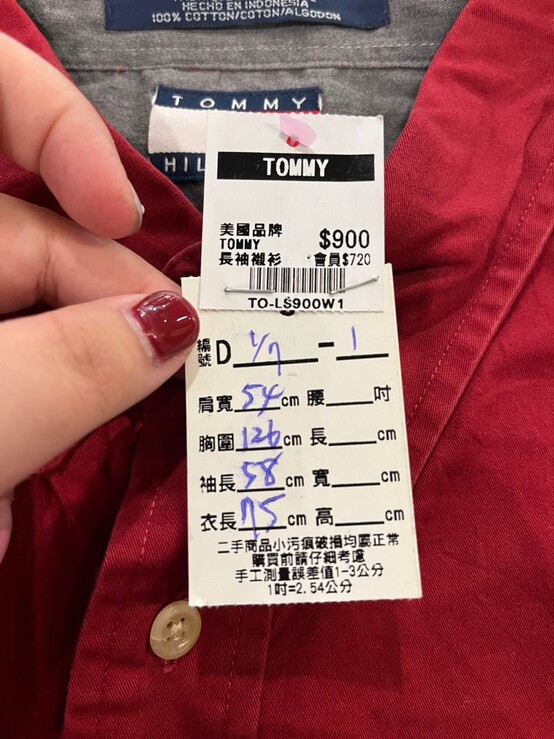 HECHO EN INDONESIA
100% COTTON/COTON/ALGODON
TOMMY
HIL
TOMMY
美國品牌
TOMMY $900
長袖襯衫 會員$720
TO-LS900W1
編號 D 1/7 - 1
肩寬 54 cm 腰 吋
胸圍 126 cm 長 cm
袖長 58 cm 寬 cm
衣長 75 cm 高 cm
二手商品小污痕破損均屬正常
購買前請仔細考慮
手工測量誤差值1-3公分
1吋=2.54公分